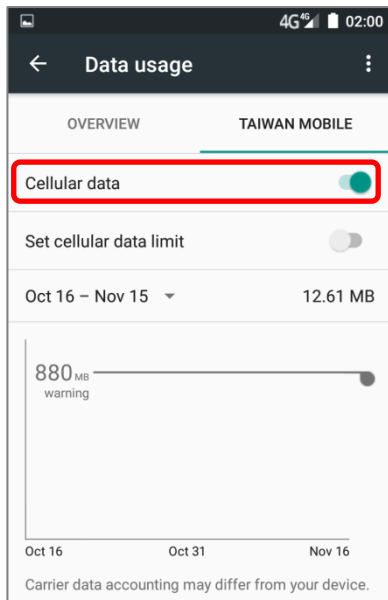 4G 4G 02:00
Data usage
OVERVIEW TAIWAN MOBILE
Cellular data
Set cellular data limit
Oct 16 – Nov 15 12.61 MB
880 MB
warning
Oct 16 Oct 31 Nov 16
Carrier data accounting may differ from your device.